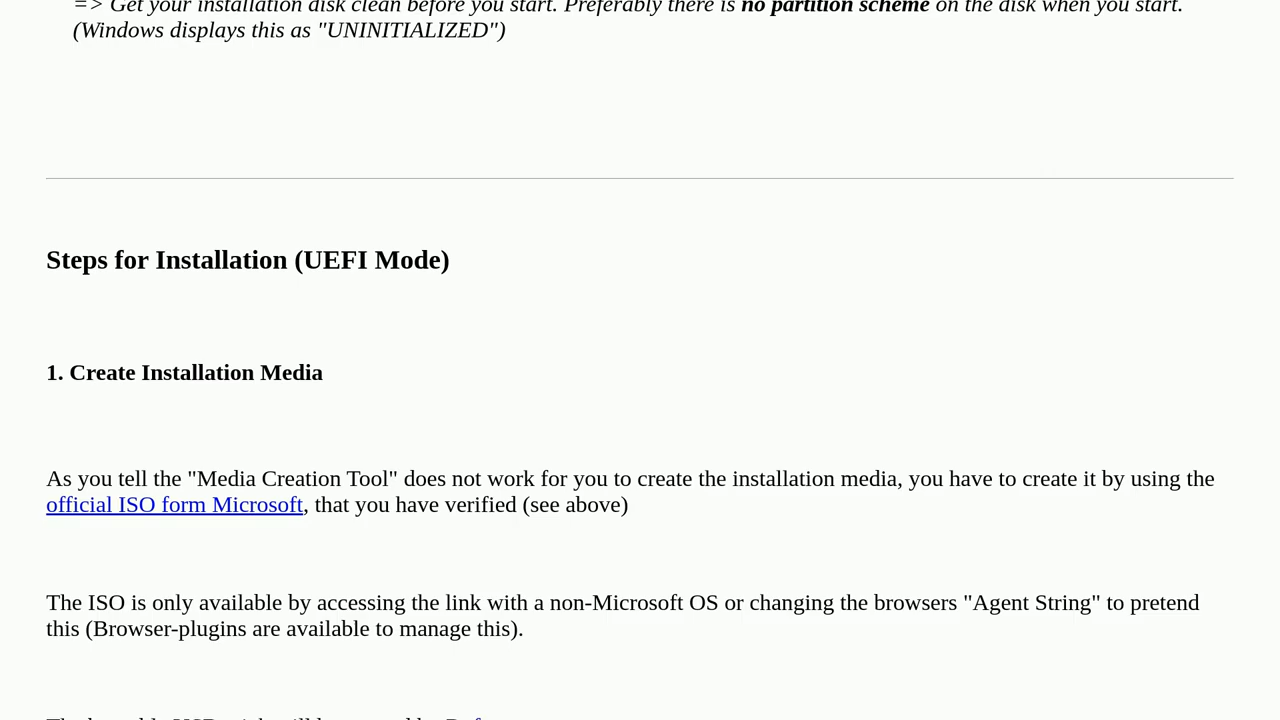 => Get your installation disk clean before you start. Preferably there is no partition scheme on the disk when you start.
(Windows displays this as "UNINITIALIZED")
Steps for Installation (UEFI Mode)
1. Create Installation Media
As you tell the "Media Creation Tool" does not work for you to create the installation media, you have to create it by using the
official ISO form Microsoft, that you have verified (see above)
The ISO is only available by accessing the link with a non-Microsoft OS or changing the browsers "Agent String" to pretend
this (Browser-plugins are available to manage this).